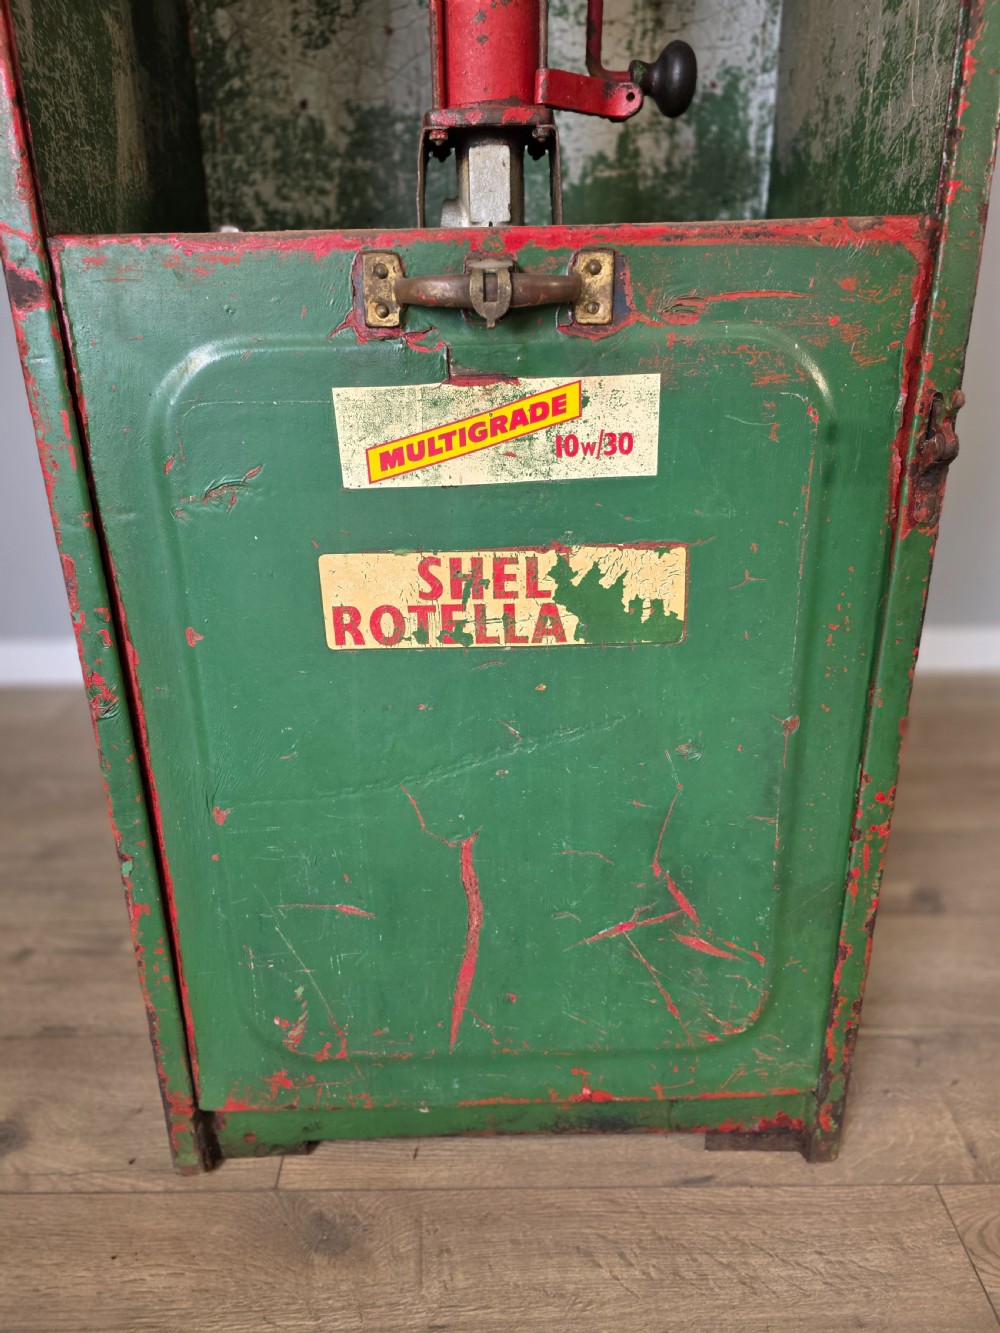 MULTIGRADE
10w/30
SHEL
ROTELLA